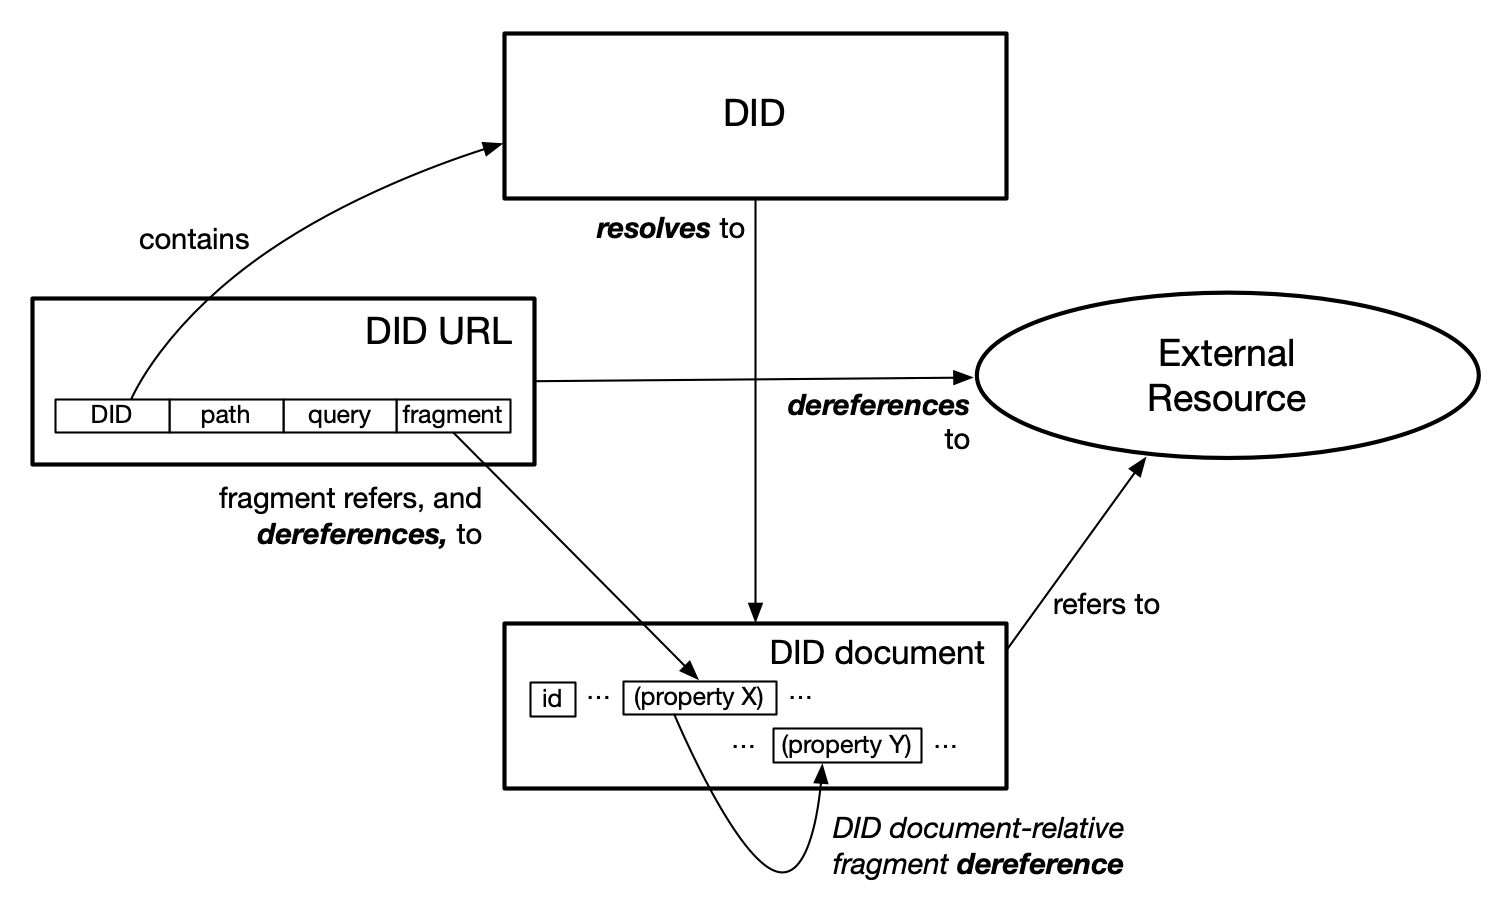 DID
resolves to
contains
DID URL
DID path query fragment
External
Resource
dereferences
to
fragment refers, and
dereferences, to
refers to
DID document
id ... (property X) ...
... (property Y) ...
DID document-relative
fragment dereference